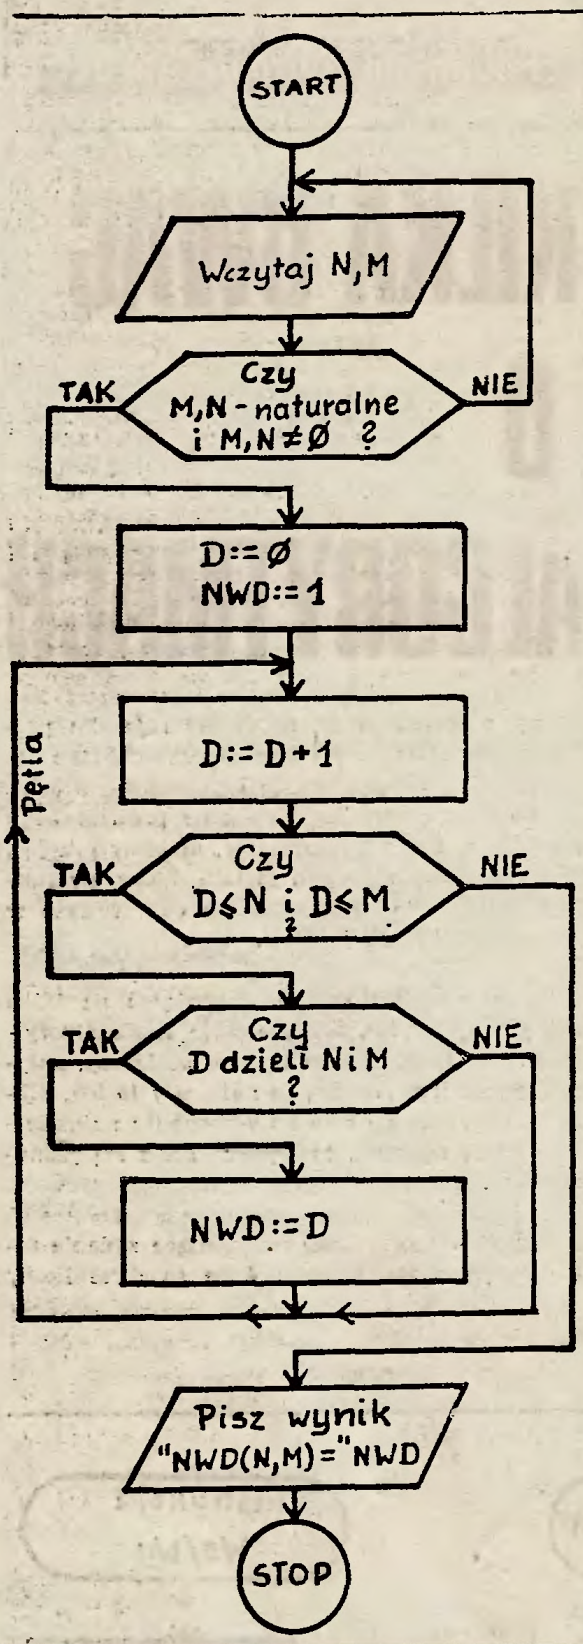 START
Wczytaj N,M
Czy
TAK
NIE
M,N-naturalne
i M,N≠Ø ?
D:=Ø
NWD:=1
Pętla
D:=D+1
Czy
TAK
NIE
D≤N i D≤M
?
Czy
TAK
NIE
D dzieli N i M
?
NWD:=D
Pisz wynik
"NWD(N,M)="NWD
STOP